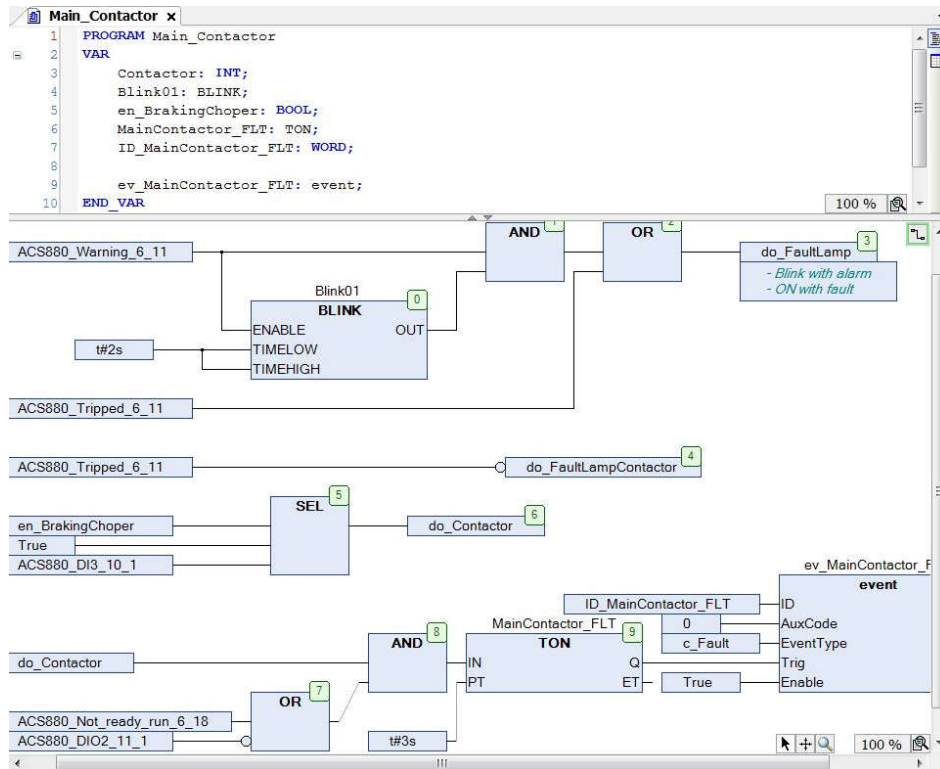 Main_Contactor x
1 PROGRAM Main_Contactor
2 VAR
3 Contactor: INT;
4 Blink01: BLINK;
5 en_BrakingChoper: BOOL;
6 MainContactor_FLT: TON;
7 ID_MainContactor_FLT: WORD;
8
9 ev_MainContactor_FLT: event;
10 END_VAR
100 %
AND
OR 2
ACS880_Warning_6_11
do_FaultLamp 3
- Blink with alarm
- ON with fault
Blink01
BLINK 0
ENABLE OUT
t#2s
TIMELOW
TIMEHIGH
ACS880_Tripped_6_11
ACS880_Tripped_6_11
do_FaultLampContactor 4
SEL 5
en_BrakingChoper
do_Contactor 6
True
ACS880_DI3_10_1
ev_MainContactor_F
event
ID_MainContactor_FLT
ID
MainContactor_FLT
0
AuxCode
AND 8
TON 9
c_Fault
EventType
do_Contactor
IN Q
Trig
PT ET
True
Enable
OR 7
ACS880_Not_ready_run_6_18
ACS880_DIO2_11_1
t#3s
100 %